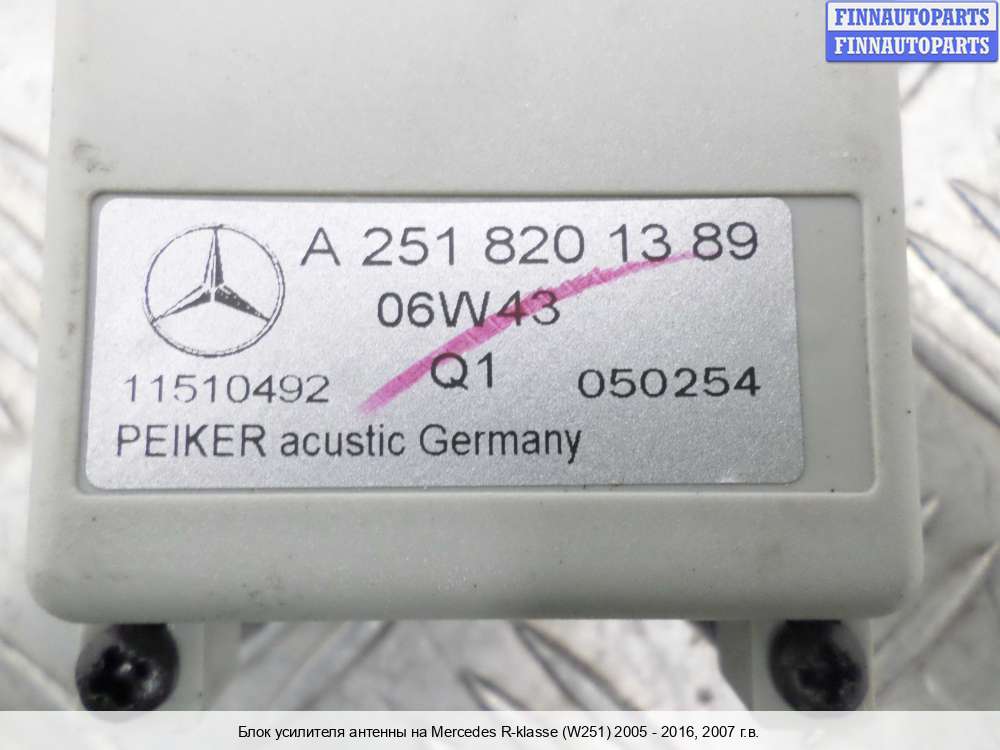 FINNAUTOPARTS
FINNAUTOPARTS
A 251 820 13 89
06W43
Q1
11510492
050254
PEIKER acustic Germany
Блок усилителя антенны на Mercedes R-klasse (W251) 2005 - 2016, 2007 г.в.